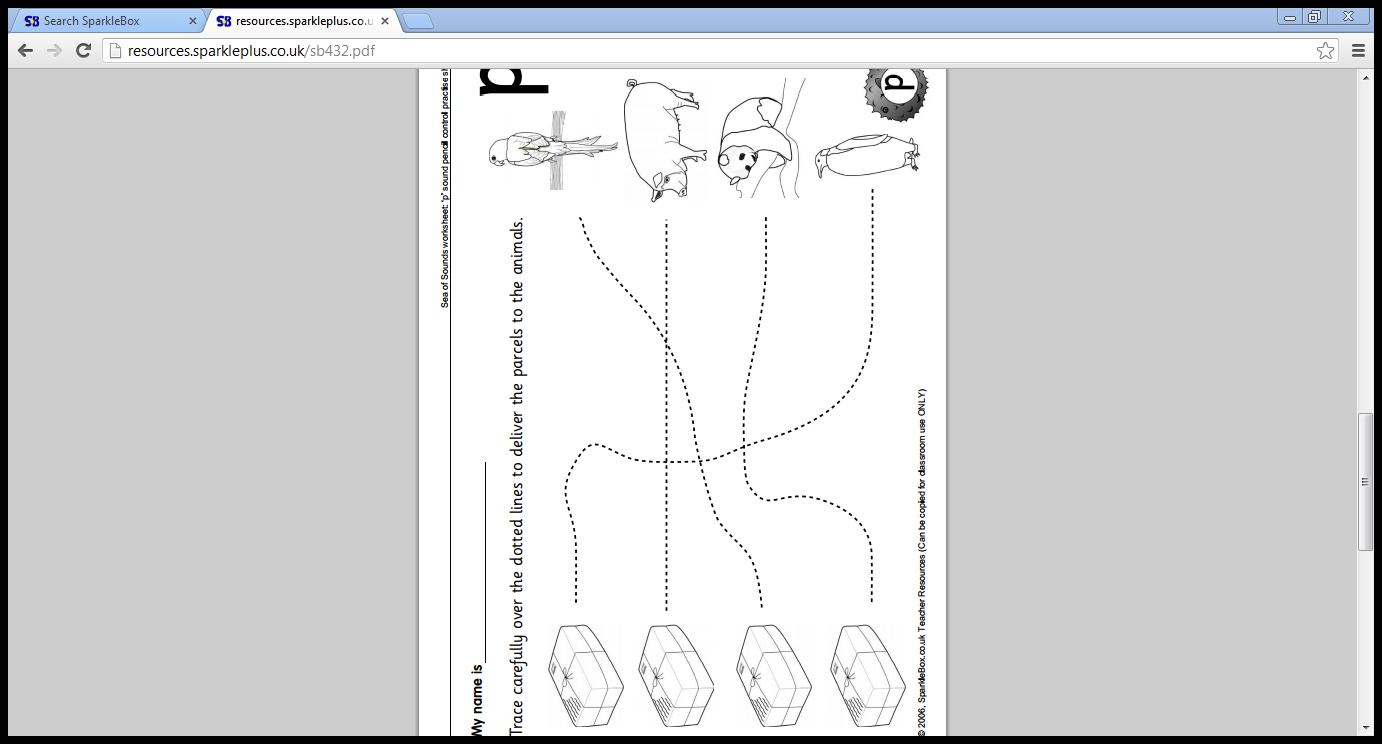 Search SparkleBox
resources.sparkleplus.co.u
resources.sparkleplus.co.uk/sb432.pdf
Sea of Sounds worksheet: 'p' sound pencil control practise
p
p
My name is
Trace carefully over the dotted lines to deliver the parcels to the animals.
© 2006, SparkleBox.co.uk Teacher Resources (Can be copied for classroom use ONLY)